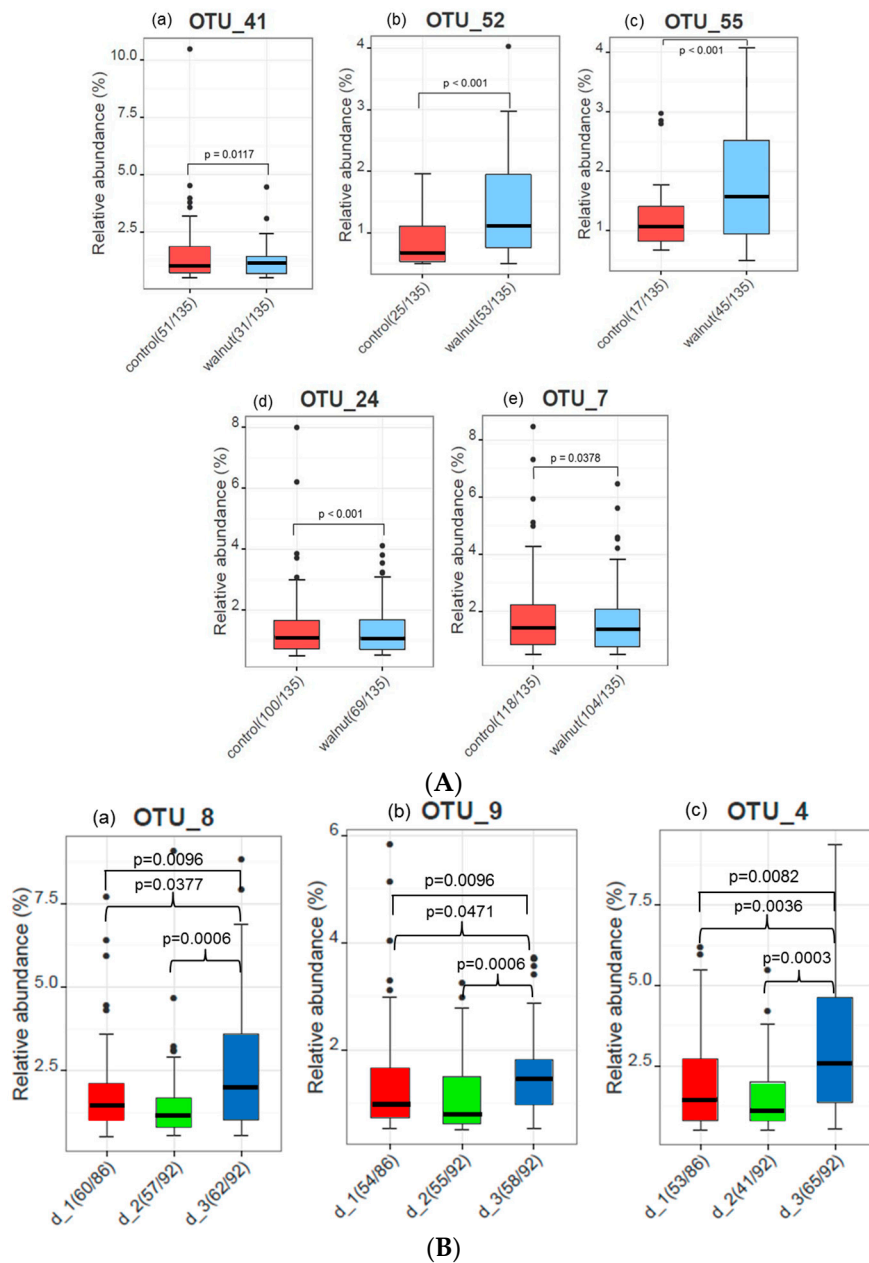 (a) OTU_41
Relative abundance (%)
10.0
7.5
5.0
2.5
p = 0.0117
control(51/135)
walnut(31/135)
(b) OTU_52
Relative abundance (%)
4
3
2
1
p < 0.001
control(25/135)
walnut(53/135)
(c) OTU_55
Relative abundance (%)
4
3
2
1
p < 0.001
control(17/135)
walnut(45/135)
(d) OTU_24
Relative abundance (%)
8
6
4
2
p < 0.001
control(100/135)
walnut(69/135)
(e) OTU_7
Relative abundance (%)
8
6
4
2
p = 0.0378
control(118/135)
walnut(104/135)
(A)
(a) OTU_8
Relative abundance (%)
7.5
5.0
2.5
p=0.0096
p=0.0377
p=0.0006
d_1(60/86)
d_2(57/92)
d_3(62/92)
(b) OTU_9
Relative abundance (%)
6
4
2
p=0.0096
p=0.0471
p=0.0006
d_1(54/86)
d_2(55/92)
d_3(58/92)
(c) OTU_4
Relative abundance (%)
7.5
5.0
2.5
p=0.0082
p=0.0036
p=0.0003
d_1(53/86)
d_2(41/92)
d_3(65/92)
(B)